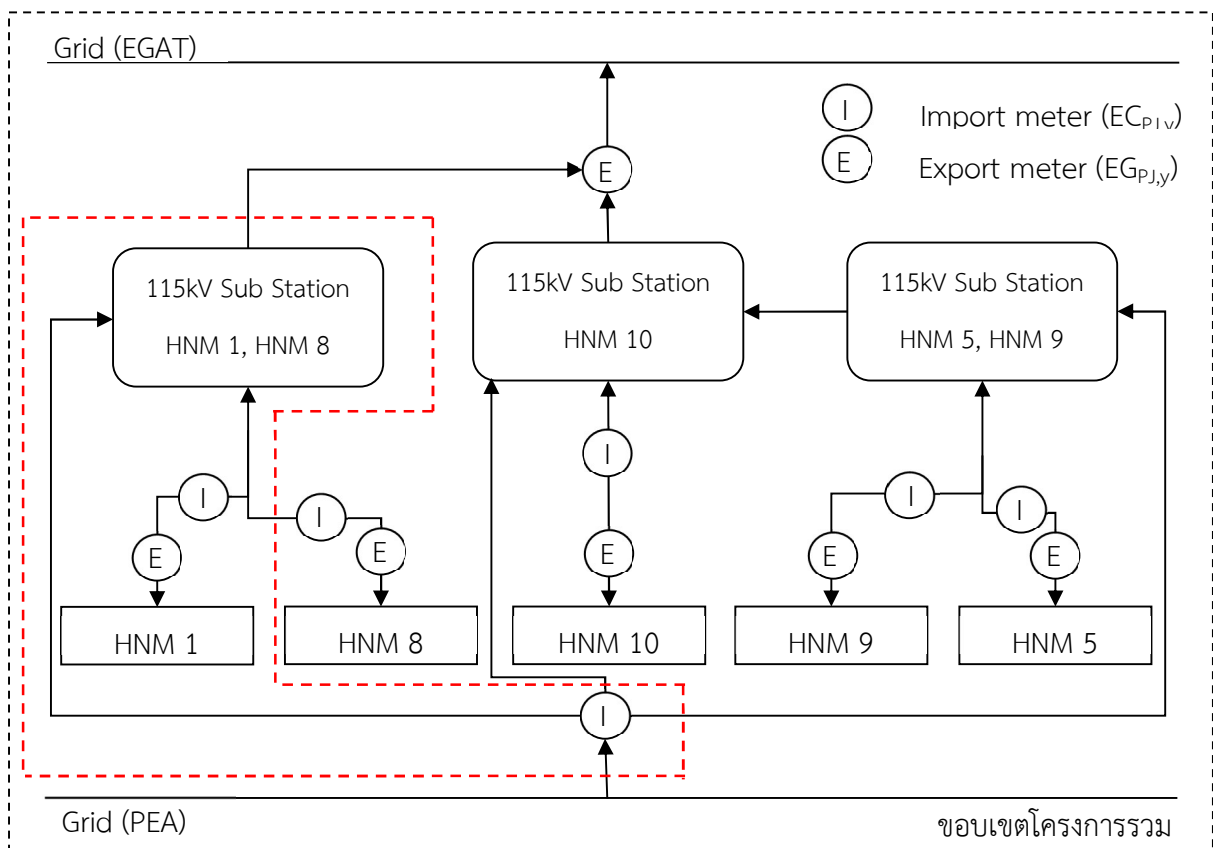 Grid (EGAT)
I Import meter (EC_PJ,y)
E Export meter (EG_PJ,y)
E
115kV Sub Station
HNM 1, HNM 8
115kV Sub Station
HNM 10
115kV Sub Station
HNM 5, HNM 9
I
I
I
I
I
E
E
E
E
E
HNM 1
HNM 8
HNM 10
HNM 9
HNM 5
I
Grid (PEA)
ขอบเขตโครงการรวม